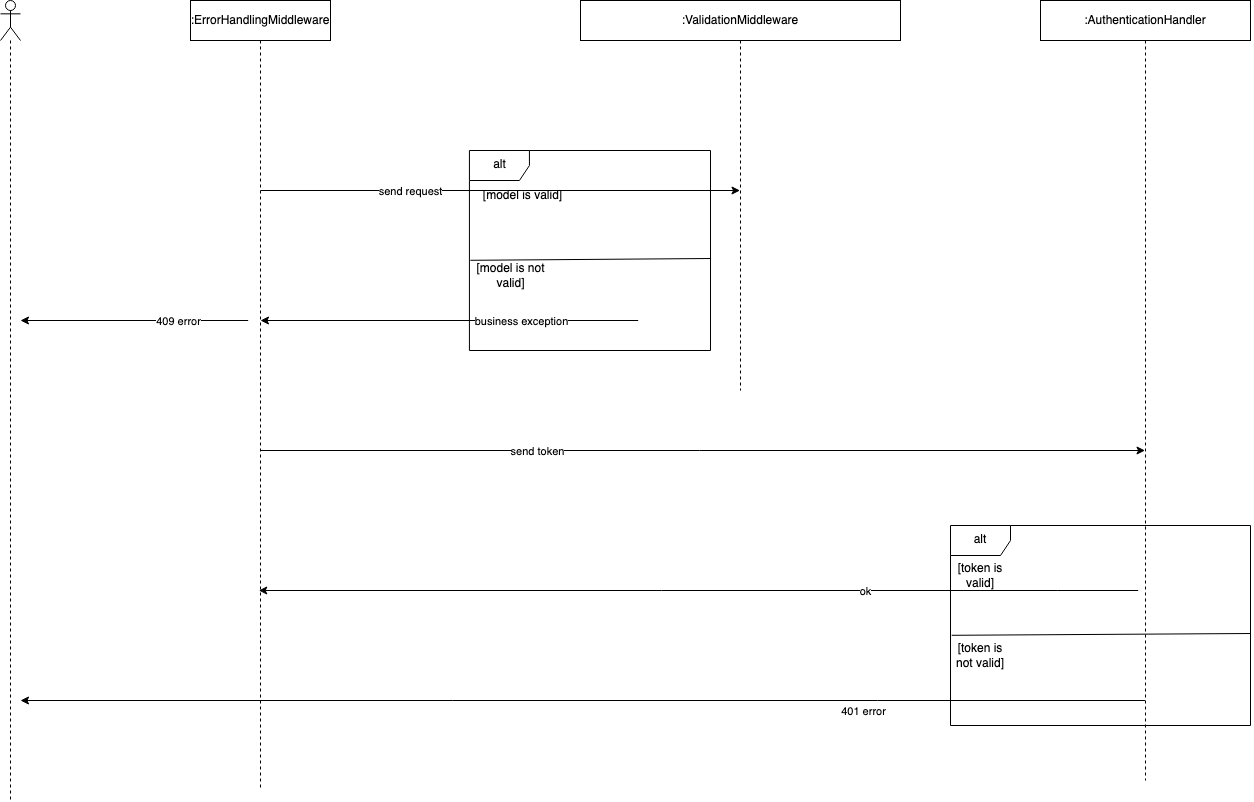 :ErrorHandlingMiddleware
:ValidationMiddleware
:AuthenticationHandler
alt
send request
[model is valid]
[model is not
valid]
409 error
business exception
send token
alt
[token is
valid]
ok
[token is
not valid]
401 error